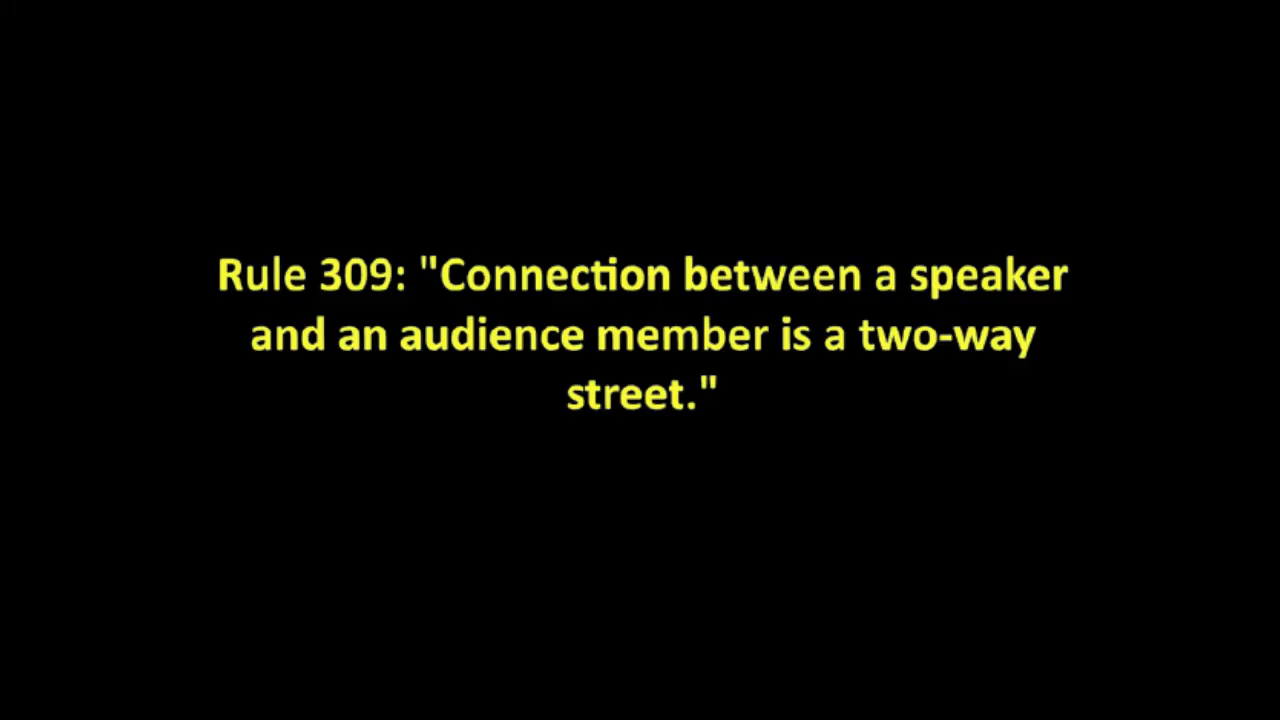 Rule 309: "Connection between a speaker
and an audience member is a two-way
street."